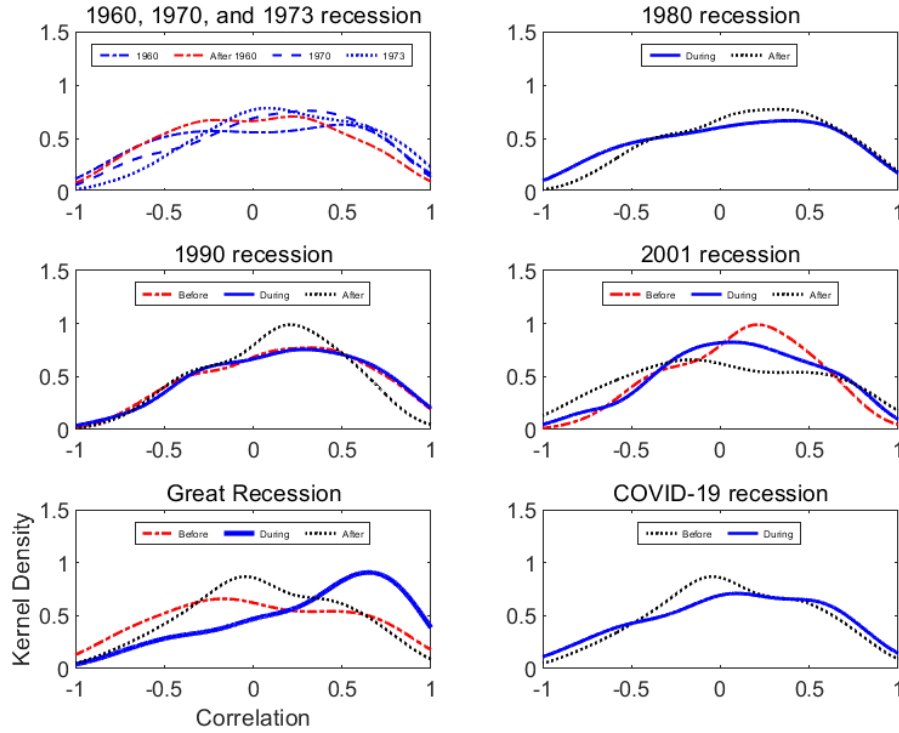 1960, 1970, and 1973 recession
1960 After 1960 1970 1973
1.5
1
0.5
0
-1 -0.5 0 0.5 1
1980 recession
During After
1.5
1
0.5
0
-1 -0.5 0 0.5 1
1990 recession
Before During After
1.5
1
0.5
0
-1 -0.5 0 0.5 1
2001 recession
Before During After
1.5
1
0.5
0
-1 -0.5 0 0.5 1
Great Recession
Before During After
1.5
1
0.5
0
-1 -0.5 0 0.5 1
Kernel Density
Correlation
COVID-19 recession
Before During
1.5
1
0.5
0
-1 -0.5 0 0.5 1